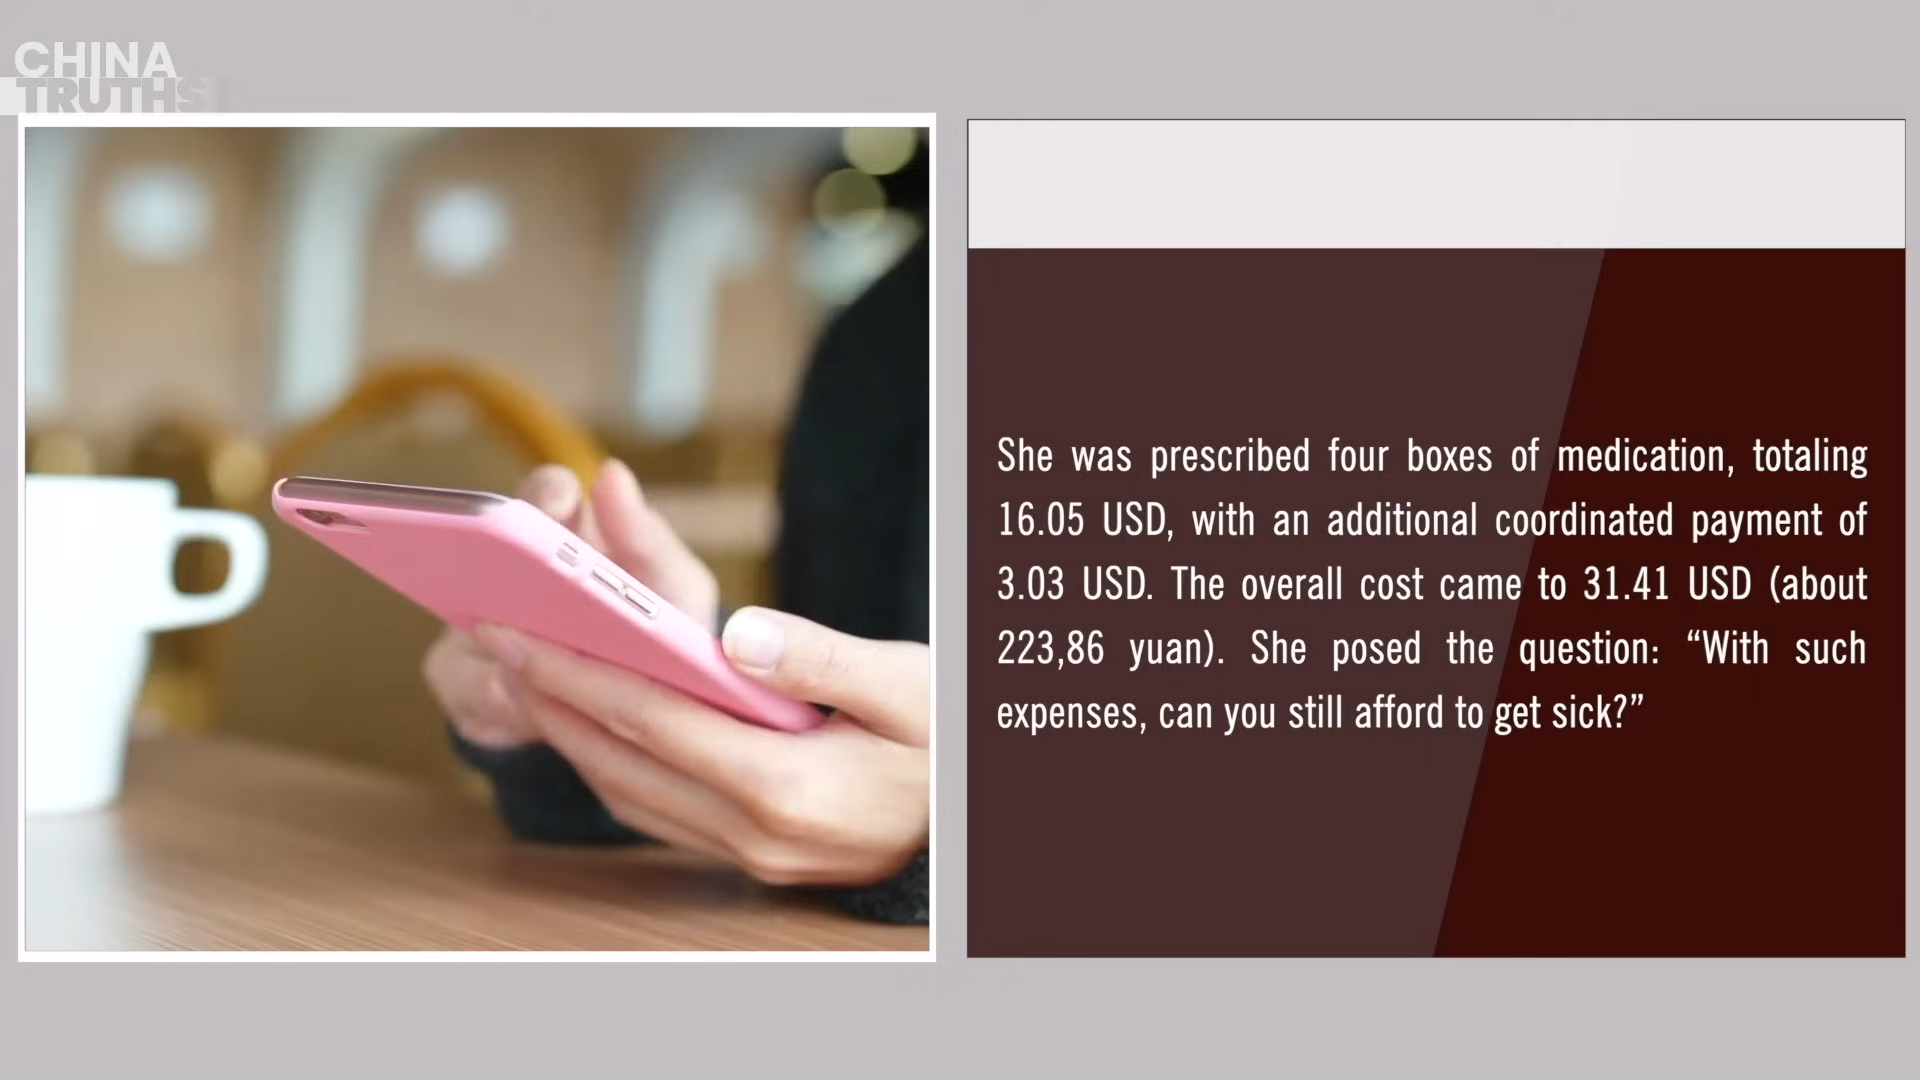 CHINA
TRUTHS
She was prescribed four boxes of medication, totaling
16.05 USD, with an additional coordinated payment of
3.03 USD. The overall cost came to 31.41 USD (about
223,86 yuan). She posed the question: “With such
expenses, can you still afford to get sick?”